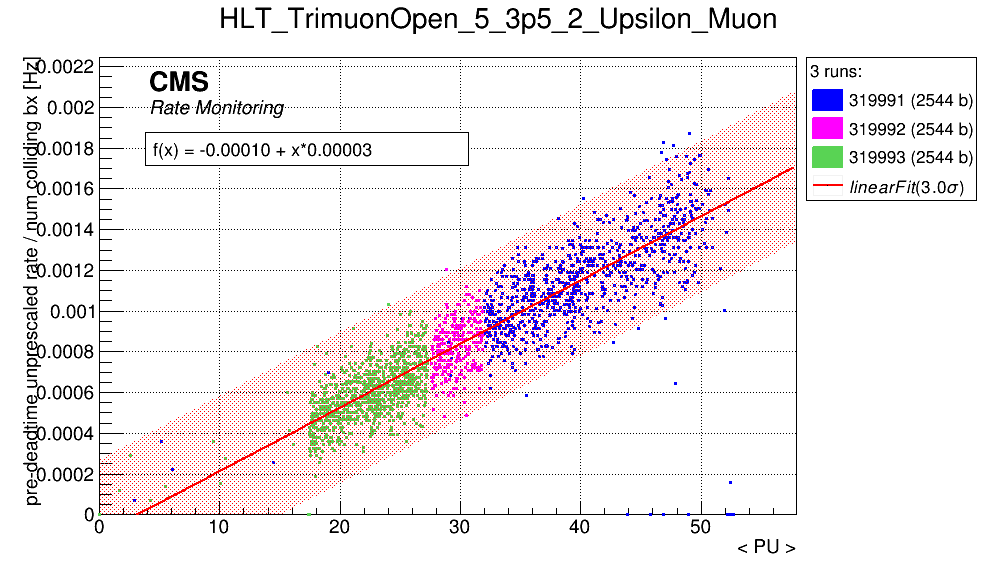 HLT_TrimuonOpen_5_3p5_2_Upsilon_Muon
pre-deadtime unprescaled rate / num colliding bx [Hz]
0.0022
0.002
0.0018
0.0016
0.0014
0.0012
0.001
0.0008
0.0006
0.0004
0.0002
0
CMS
Rate Monitoring
f(x) = -0.00010 + x*0.00003
0 10 20 30 40 50
< PU >
3 runs:
319991 (2544 b)
319992 (2544 b)
319993 (2544 b)
linearFit(3.0σ)